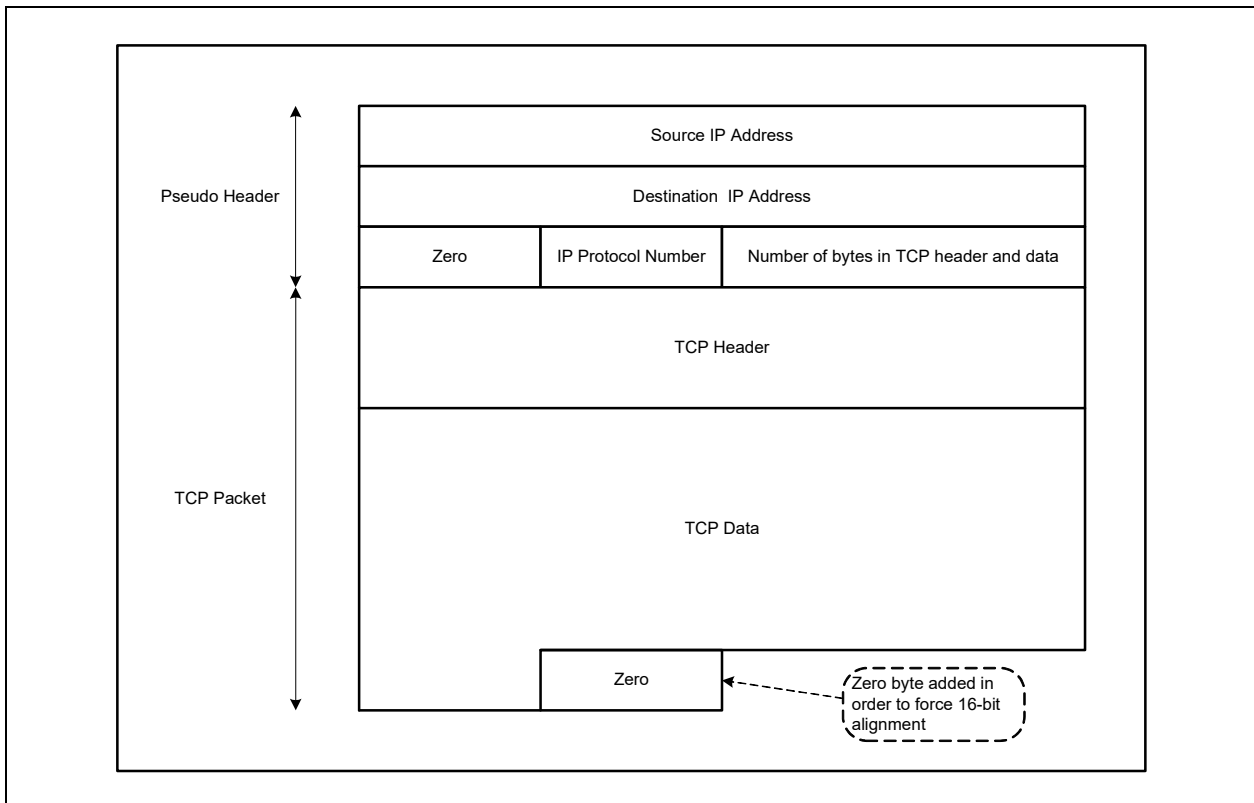 Source IP Address
Pseudo Header
Destination IP Address
Zero
IP Protocol Number
Number of bytes in TCP header and data
TCP Header
TCP Packet
TCP Data
Zero
Zero byte added in
order to force 16-bit
alignment